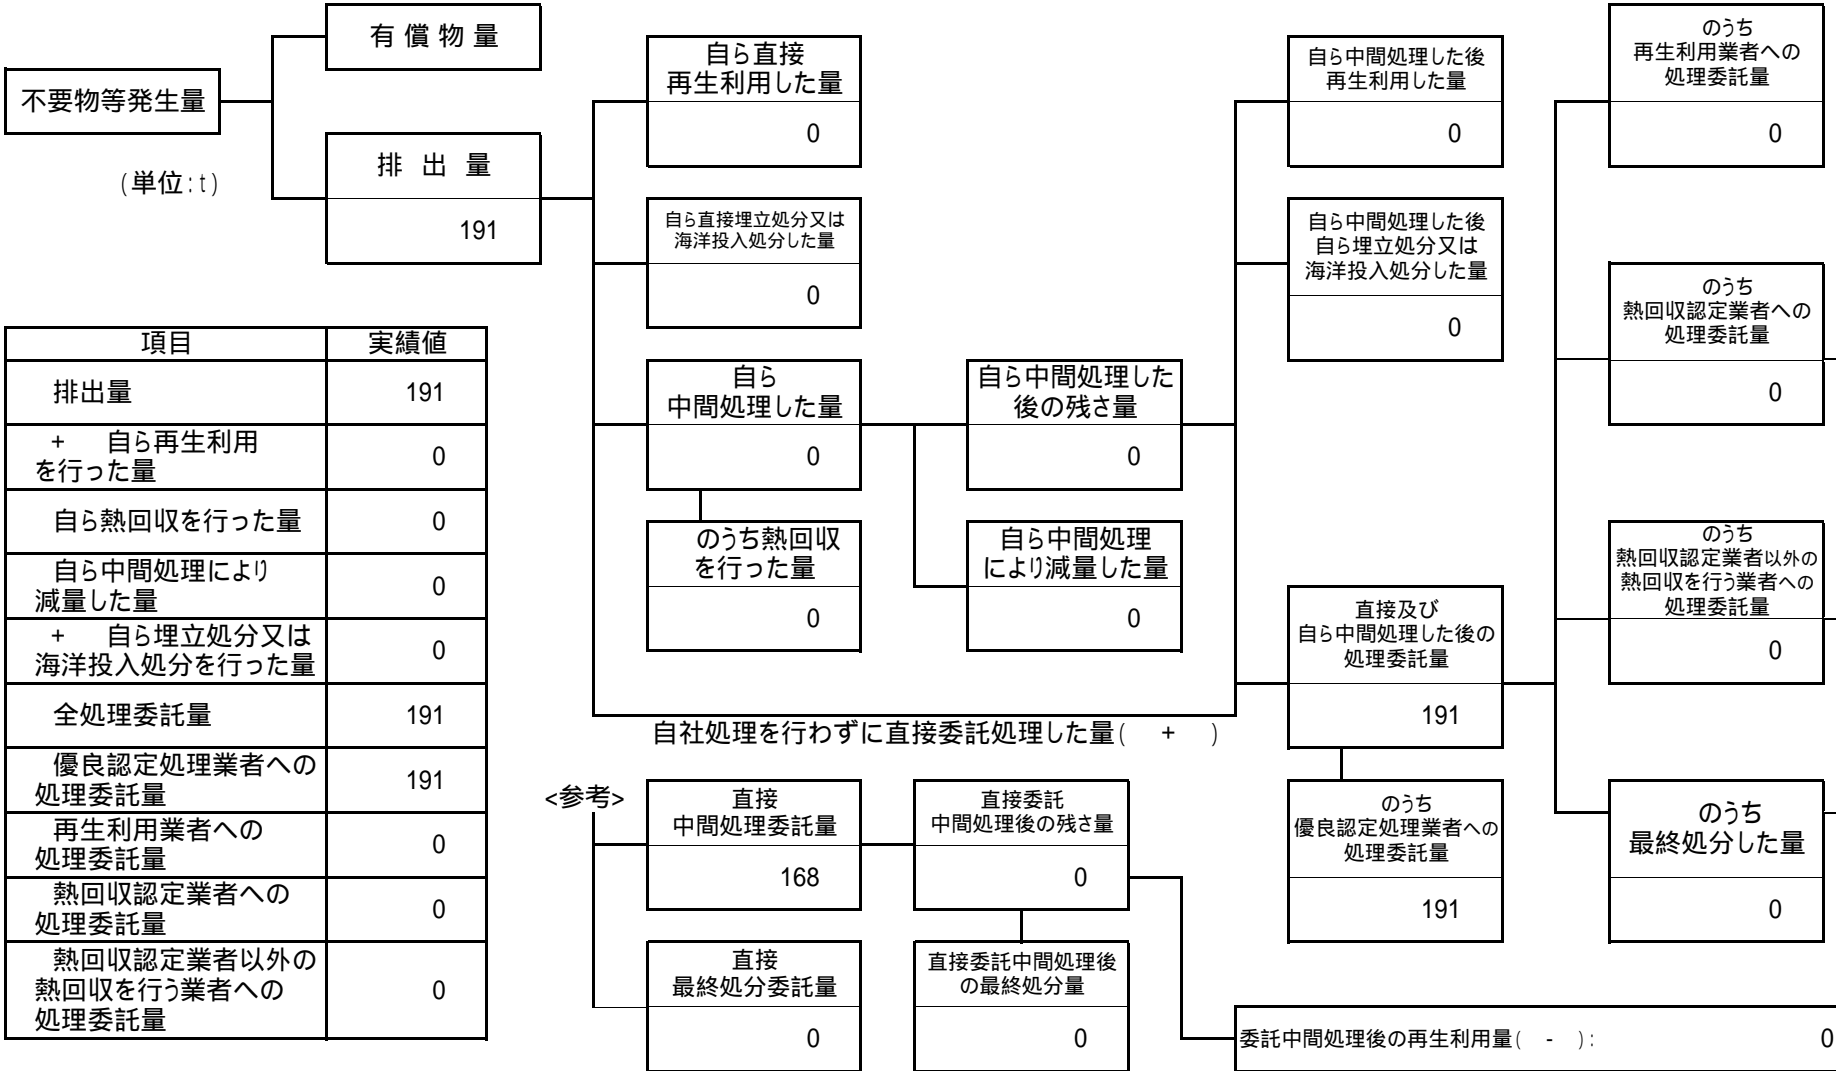 不要物等発生量
(単位:t)
有 償 物 量
排 出 量
191
自ら直接
再生利用した量
0
自ら直接埋立処分又は
海洋投入処分した量
0
自ら
中間処理した量
0
のうち熱回収
を行った量
0
自ら中間処理した
後の残さ量
0
自ら中間処理
により減量した量
0
自ら中間処理した後
再生利用した量
0
自ら中間処理した後
自ら埋立処分又は
海洋投入処分した量
0
直接及び
自ら中間処理した後の
処理委託量
191
のうち
優良認定処理業者への
処理委託量
191
のうち
再生利用業者への
処理委託量
0
のうち
熱回収認定業者への
処理委託量
0
のうち
熱回収認定業者以外の
熱回収を行う業者への
処理委託量
0
のうち
最終処分した量
0
自社処理を行わずに直接委託処理した量( + )
<参考>
直接
中間処理委託量
168
直接委託
中間処理後の残さ量
0
直接
最終処分委託量
0
直接委託中間処理後
の最終処分量
0
委託中間処理後の再生利用量( - ): 0
項目 実績値
排出量 191
+ 自ら再生利用
を行った量 0
自ら熱回収を行った量 0
自ら中間処理により
減量した量 0
+ 自ら埋立処分又は
海洋投入処分を行った量 0
全処理委託量 191
優良認定処理業者への
処理委託量 191
再生利用業者への
処理委託量 0
熱回収認定業者への
処理委託量 0
熱回収認定業者以外の
熱回収を行う業者への 0
処理委託量